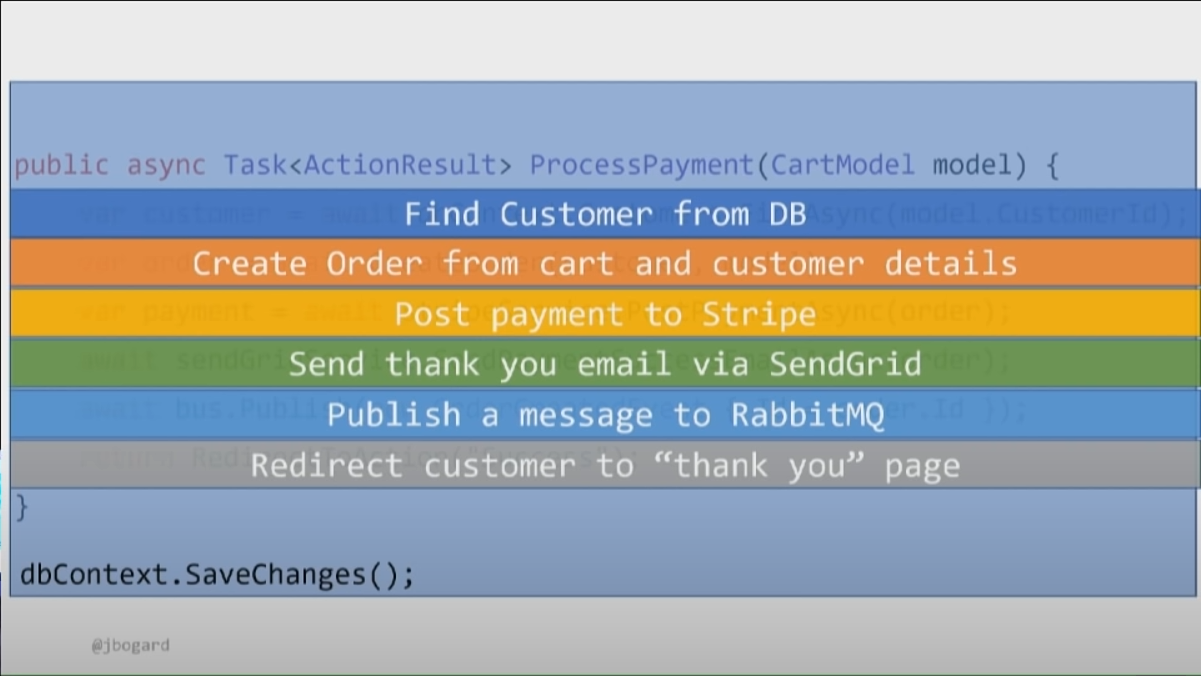 public async Task<ActionResult> ProcessPayment(CartModel model) {
Find Customer from DB
Create Order from cart and customer details
Post payment to Stripe
Send thank you email via SendGrid
Publish a message to RabbitMQ
Redirect customer to “thank you” page
}
dbContext.SaveChanges();
@jbogard